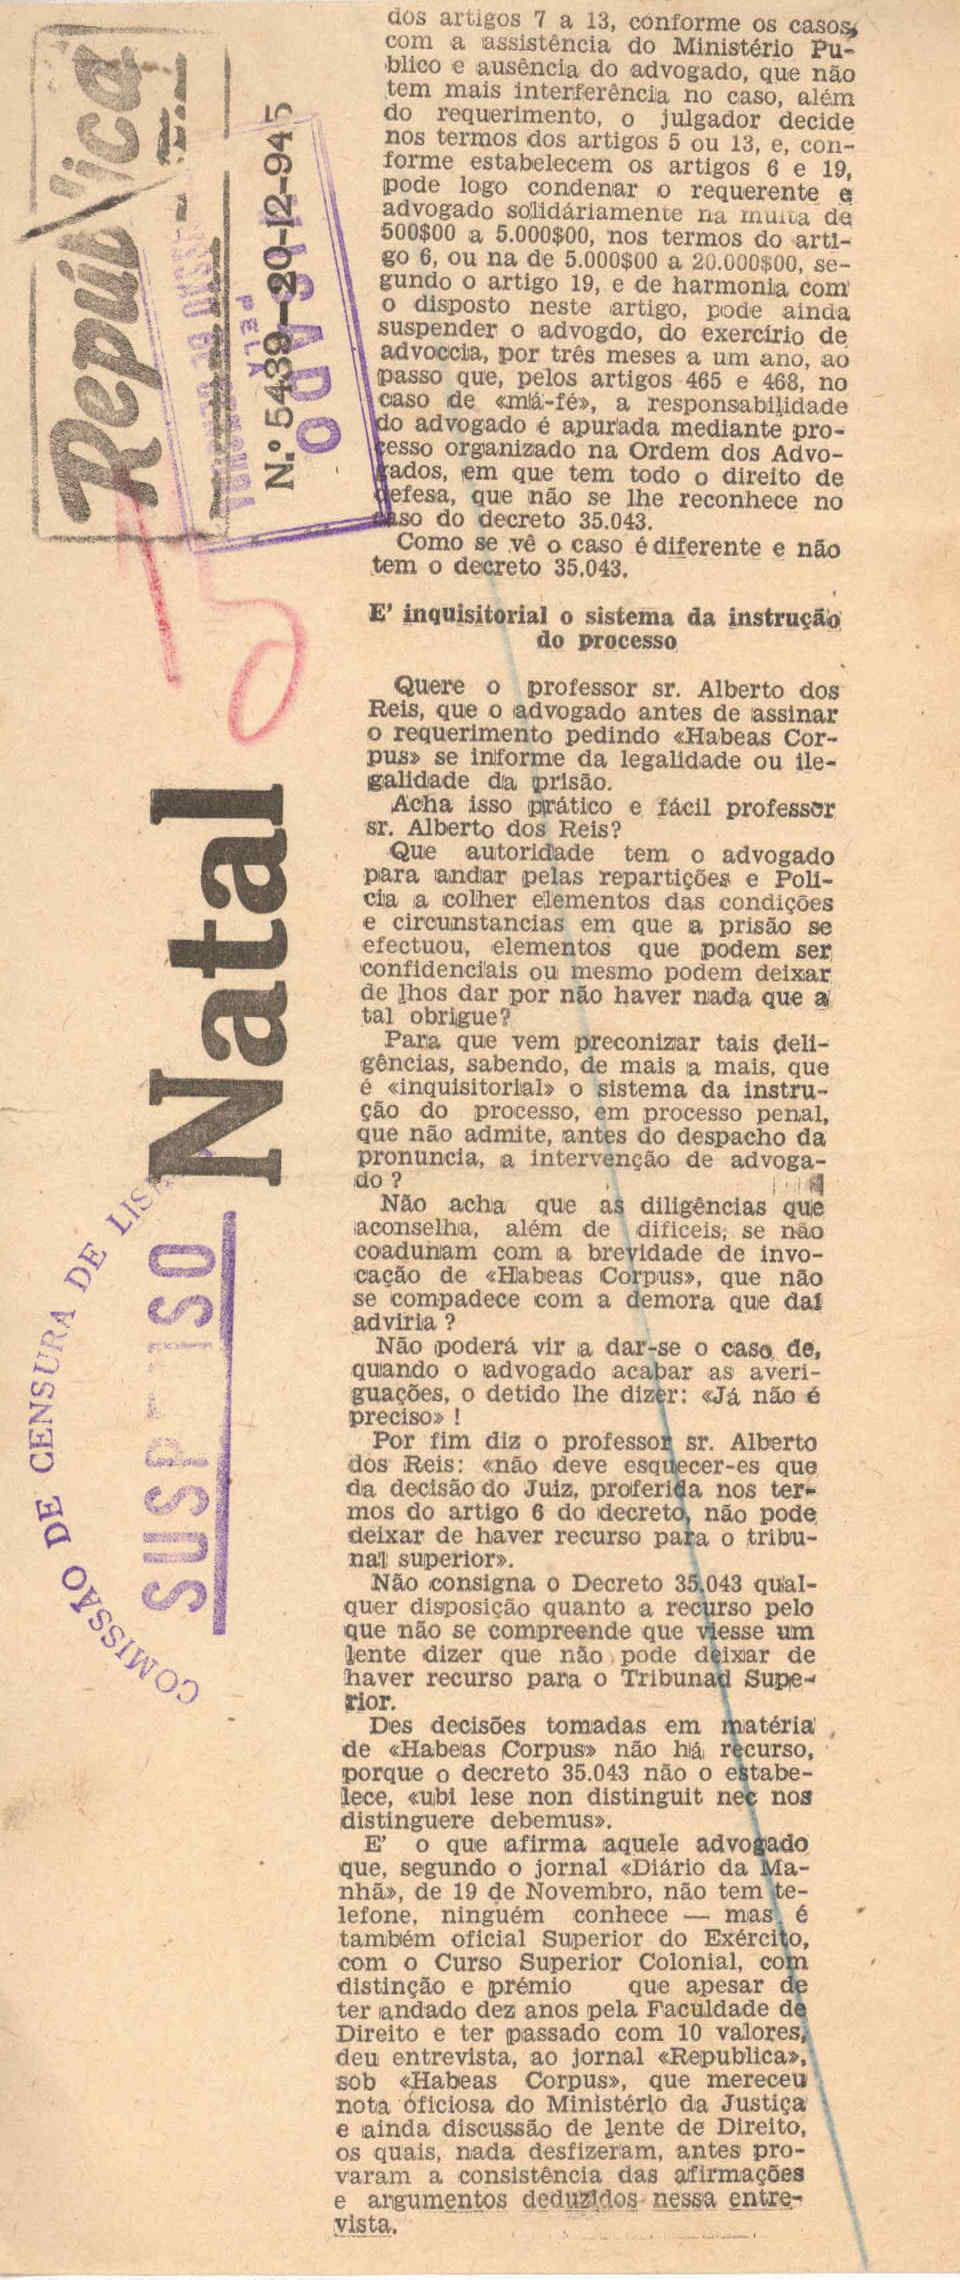 República
N.º 5439-20-12-945
VISADO
PELA
Natal
COMISSÃO DE CENSURA DE LIS
SUSPENSO
dos artigos 7 a 13, conforme os casos,
com a assistência do Ministério Pu-
blico e ausência do advogado, que não
tem mais interferência no caso, além
do requerimento, o julgador decide
nos termos dos artigos 5 ou 13, e, con-
forme estabelecem os artigos 6 e 19,
pode logo condenar o requerente e
advogado solidáriamente na multa de
500$00 a 5.000$00, nos termos do arti-
go 6, ou na de 5.000$00 a 20.000$00, se-
gundo o artigo 19, e de harmonia com
o disposto neste artigo, pode ainda
suspender o advogdo, do exercírio de
advoccia, por três meses a um ano, ao
passo que, pelos artigos 465 e 468, no
caso de «má-fé», a responsabilidade
do advogado é apurada mediante pro-
cesso organizado na Ordem dos Advo-
gados, em que tem todo o direito de
defesa, que não se lhe reconhece no
caso do decreto 35.043.
Como se vê o caso é diferente e não
tem o decreto 35.043.
E' inquisitorial o sistema da instrução
do processo
Quere o professor sr. Alberto dos
Reis, que o advogado antes de assinar
o requerimento pedindo «Habeas Cor-
pus» se informe da legalidade ou ile-
galidade da prisão.
Acha isso prático e fácil professor
sr. Alberto dos Reis?
Que autoridade tem o advogado
para andar pelas repartições e Poli-
cia a colher elementos das condições
e circunstancias em que a prisão se
efectuou, elementos que podem ser
confidenciais ou mesmo podem deixar
de lhos dar por não haver nada que a
tal obrigue?
Para que vem preconizar tais deli-
gências, sabendo, de mais a mais, que
é «inquisitorial» o sistema da instru-
ção do processo, em processo penal,
que não admite, antes do despacho da
pronuncia, a intervenção de advoga-
do ?
Não acha que as diligências que
aconselha, além de dificeis, se não
coadunam com a brevidade de invo-
cação de «Habeas Corpus», que não
se compadece com a demora que daí
adviria ?
Não poderá vir a dar-se o caso de,
quando o advogado acabar as averi-
guações, o detido lhe dizer: «Já não é
preciso» !
Por fim diz o professor sr. Alberto
dos Reis: «não deve esquecer-es que
da decisão do Juiz, proferida nos ter-
mos do artigo 6 do decreto, não pode
deixar de haver recurso para o tribu-
nal superior».
Não consigna o Decreto 35.043 qual-
quer disposição quanto a recurso pelo
que não se compreende que viesse um
lente dizer que não pode deixar de
haver recurso para o Tribunad Supe-
rior.
Des decisões tomadas em matéria
de «Habeas Corpus» não há recurso,
porque o decreto 35.043 não o estabe-
lece, «ubi lese non distinguit nec nos
distinguere debemus».
E' o que afirma aquele advogado
que, segundo o jornal «Diário da Ma-
nhã», de 19 de Novembro, não tem te-
lefone, ninguém conhece — mas é
também oficial Superior do Exército,
com o Curso Superior Colonial, com
distinção e prémio que apesar de
ter andado dez anos pela Faculdade de
Direito e ter passado com 10 valores,
deu entrevista, ao jornal «Republica»,
sob «Habeas Corpus», que mereceu
nota óficiosa do Ministério da Justiça
e ainda discussão de lente de Direito,
os quais, nada desfizeram, antes pro-
varam a consistência das afirmações
e argumentos deduzidos nessa entre-
vista.